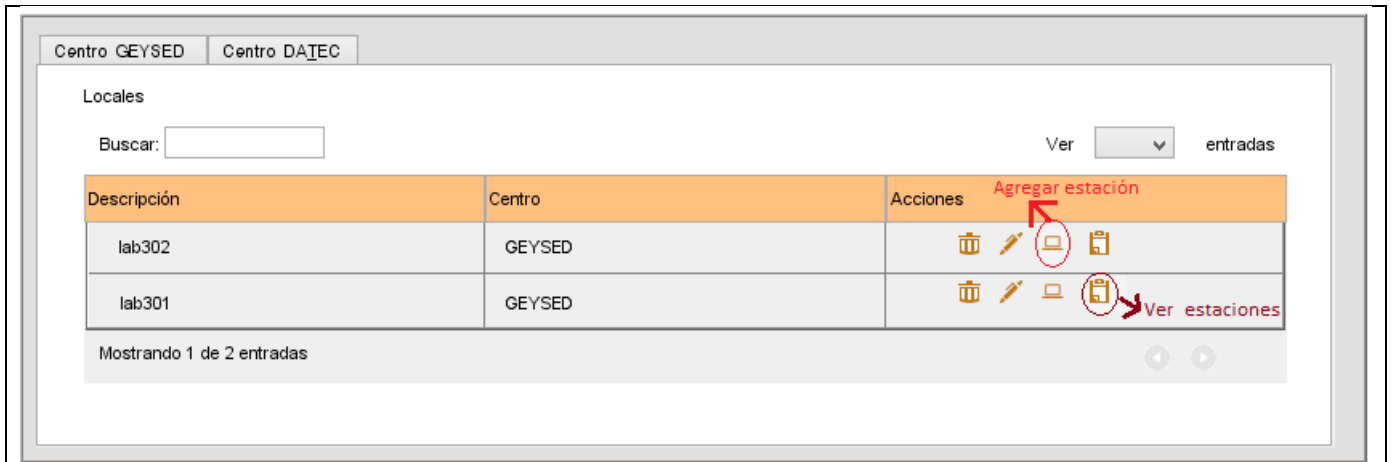 Centro GEYSED Centro DATEC
Locales
Buscar: Ver entradas
Descripción Centro Acciones Agregar estación
lab302 GEYSED
lab301 GEYSED
Ver estaciones
Mostrando 1 de 2 entradas